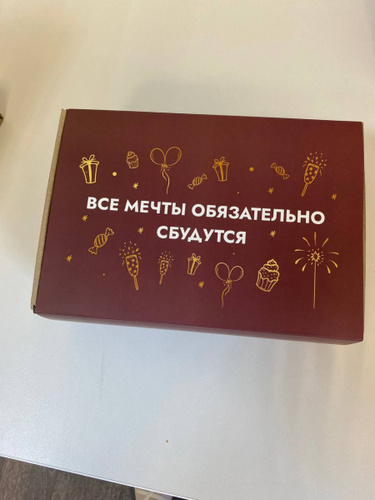 ВСЕ МЕЧТЫ ОБЯЗАТЕЛЬНО
СБУДУТСЯ